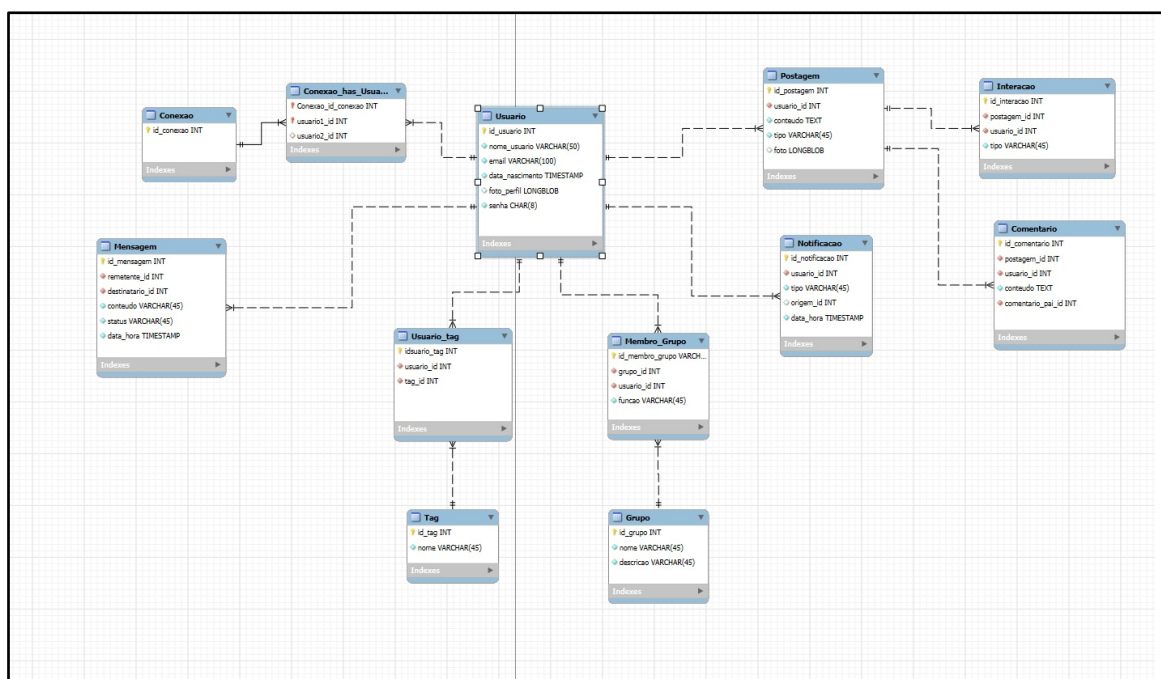 Conexao
id_conexao INT
Indexes
Conexao_has_Usua...
Conexao_id_conexao INT
usuario1_id INT
usuario2_id INT
Indexes
Usuario
id_usuario INT
nome_usuario VARCHAR(50)
email VARCHAR(100)
data_nascimento TIMESTAMP
foto_perfil LONGBLOB
senha CHAR(8)
Indexes
Postagem
id_postagem INT
usuario_id INT
conteudo TEXT
tipo VARCHAR(45)
foto LONGBLOB
Indexes
Interacao
id_interacao INT
postagem_id INT
usuario_id INT
tipo VARCHAR(45)
Indexes
Mensagem
id_mensagem INT
remetente_id INT
destinatario_id INT
conteudo VARCHAR(45)
status VARCHAR(45)
data_hora TIMESTAMP
Indexes
Notificacao
id_notificacao INT
usuario_id INT
tipo VARCHAR(45)
origem_id INT
data_hora TIMESTAMP
Indexes
Comentario
id_comentario INT
postagem_id INT
usuario_id INT
conteudo TEXT
comentario_pai_id INT
Indexes
Usuario_tag
idsuario_tag INT
usuario_id INT
tag_id INT
Indexes
Membro_Grupo
id_membro_grupo VARCH...
grupo_id INT
usuario_id INT
funcao VARCHAR(45)
Indexes
Tag
id_tag INT
nome VARCHAR(45)
Indexes
Grupo
id_grupo INT
nome VARCHAR(45)
descricao VARCHAR(45)
Indexes